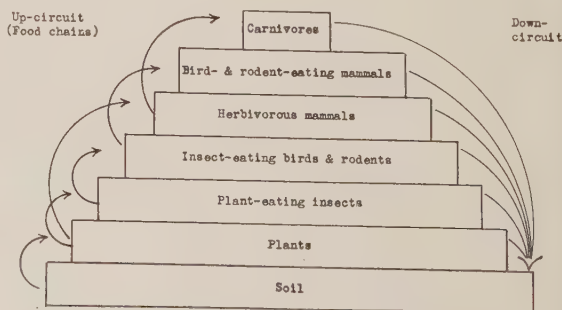 Up-circuit
(Food chains)
Down-
circuit
Carnivores
Bird- & rodent-eating mammals
Herbivorous mammals
Insect-eating birds & rodents
Plant-eating insects
Plants
Soil